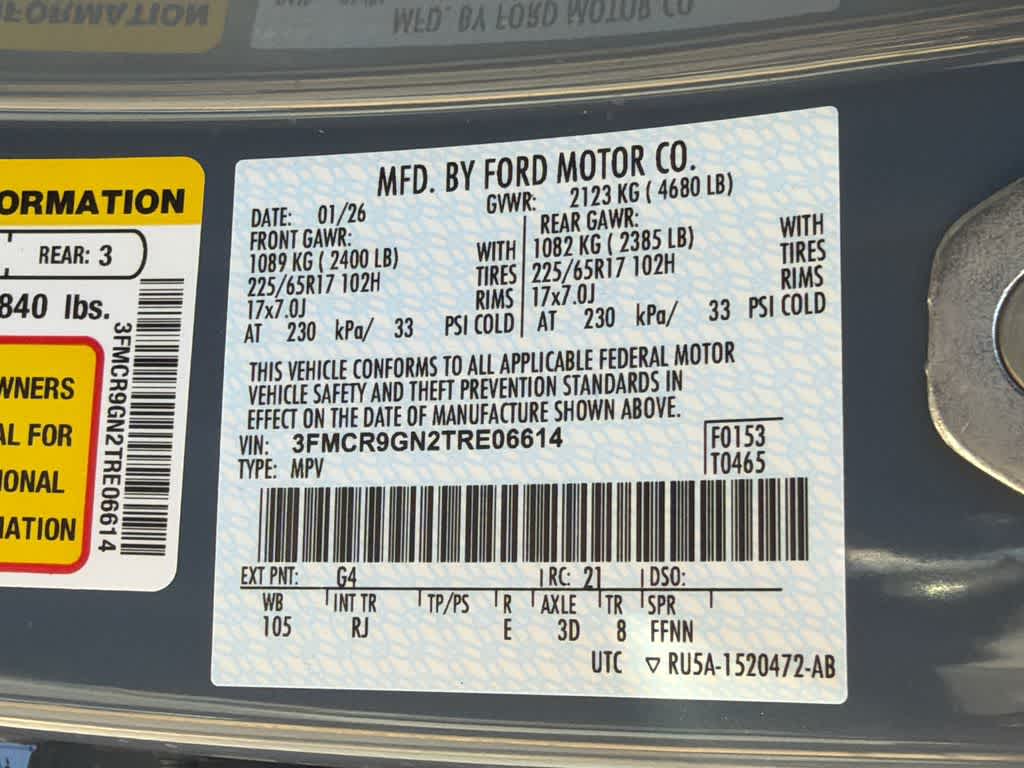 ORMATION
MFD. BY FORD MOTOR CO.
ORMATION
REAR: 3
840 lbs.
WNERS
AL FOR
IONAL
MATION
3FMCR9GN2TRE06614
MFD. BY FORD MOTOR CO.
DATE: 01/26 GVWR: 2123 KG ( 4680 LB)
FRONT GAWR: REAR GAWR:
1089 KG ( 2400 LB) WITH 1082 KG ( 2385 LB) WITH
225/65R17 102H TIRES 225/65R17 102H TIRES
17x7.0J RIMS 17x7.0J RIMS
AT 230 kPa/ 33 PSI COLD AT 230 kPa/ 33 PSI COLD
THIS VEHICLE CONFORMS TO ALL APPLICABLE FEDERAL MOTOR
VEHICLE SAFETY AND THEFT PREVENTION STANDARDS IN
EFFECT ON THE DATE OF MANUFACTURE SHOWN ABOVE.
VIN: 3FMCR9GN2TRE06614 F0153
TYPE: MPV T0465
EXT PNT: G4 RC: 21 DSO:
WB INT TR TP/PS R AXLE TR SPR
105 RJ E 3D 8 FFNN
UTC ▽ RU5A-1520472-AB